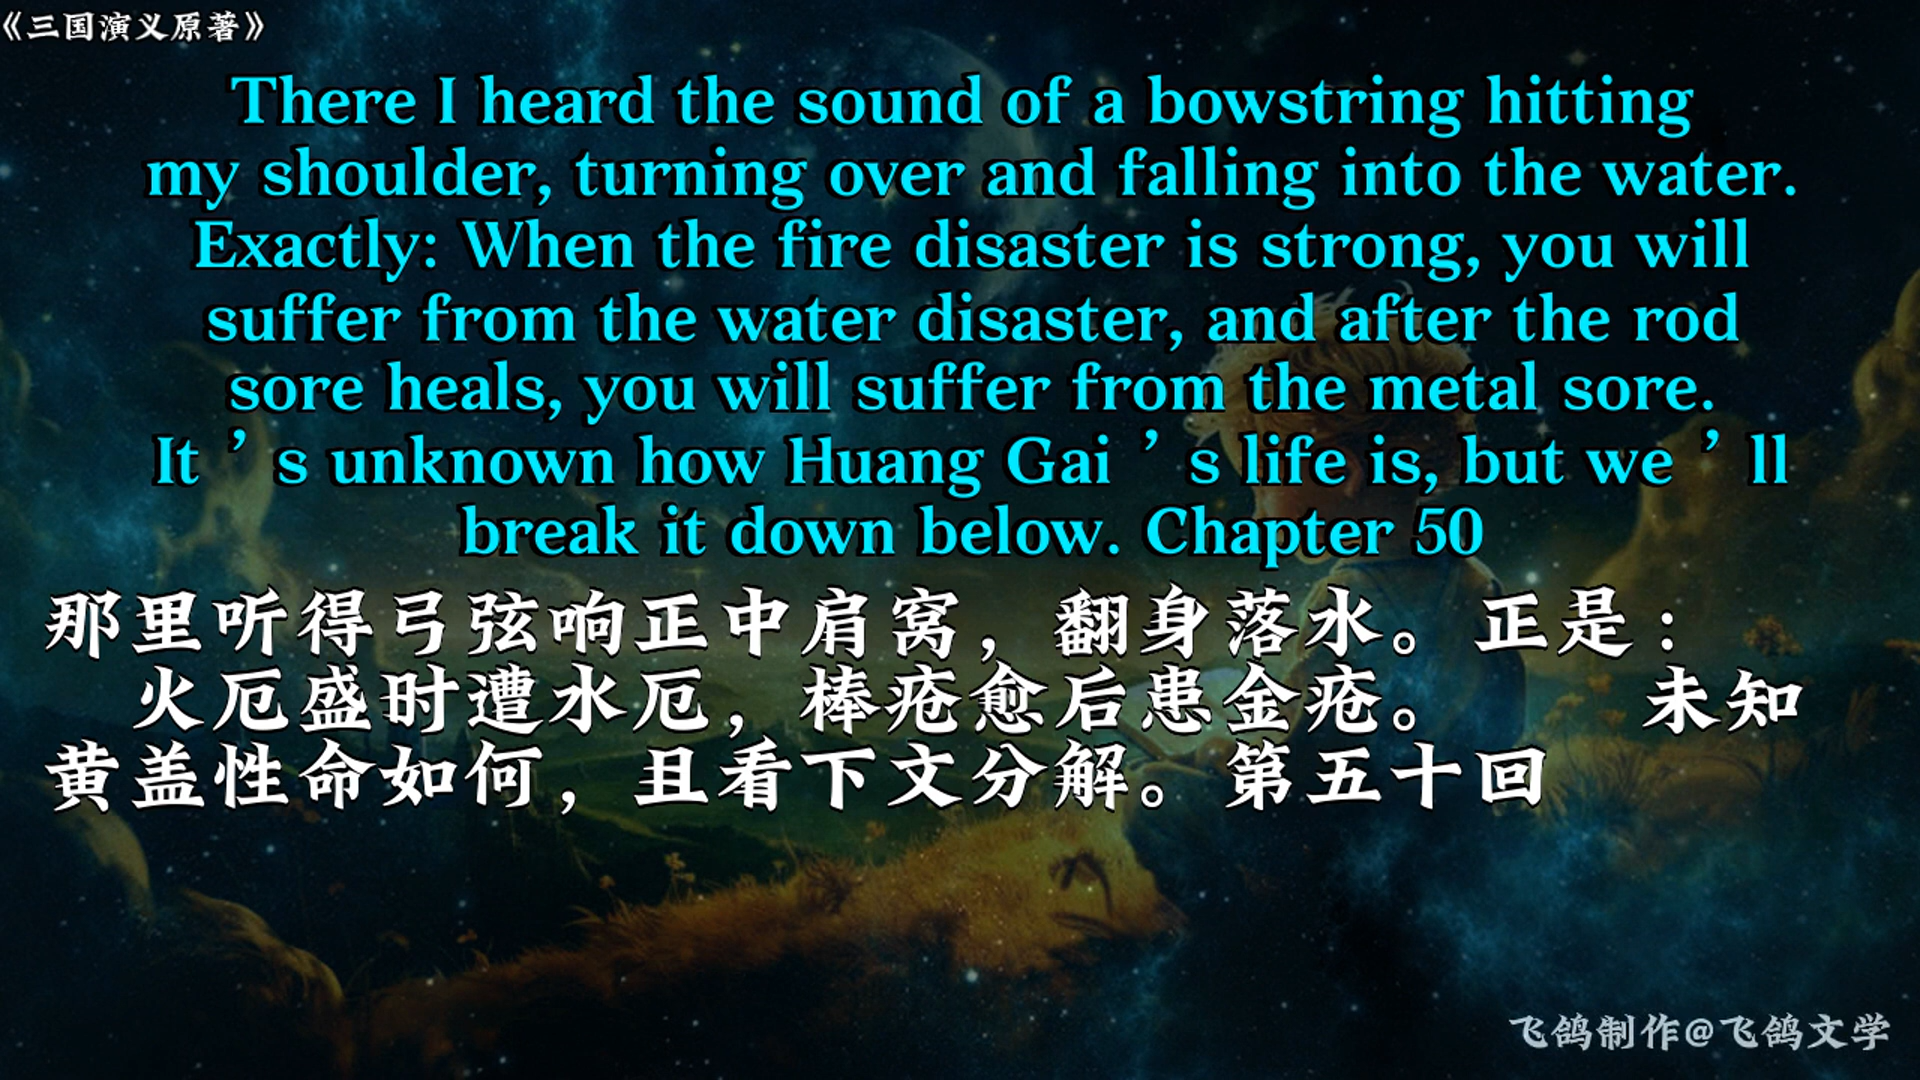 《三国演义原著》
There I heard the sound of a bowstring hitting
my shoulder, turning over and falling into the water.
Exactly: When the fire disaster is strong, you will
suffer from the water disaster, and after the rod
sore heals, you will suffer from the metal sore.
It ’ s unknown how Huang Gai ’ s life is, but we ’ ll
break it down below. Chapter 50
那里听得弓弦响正中肩窝，翻身落水。正是：
火厄盛时遭水厄，棒疮愈后患金疮。 未知
黄盖性命如何，且看下文分解。第五十回
飞鸽制作@飞鸽文学